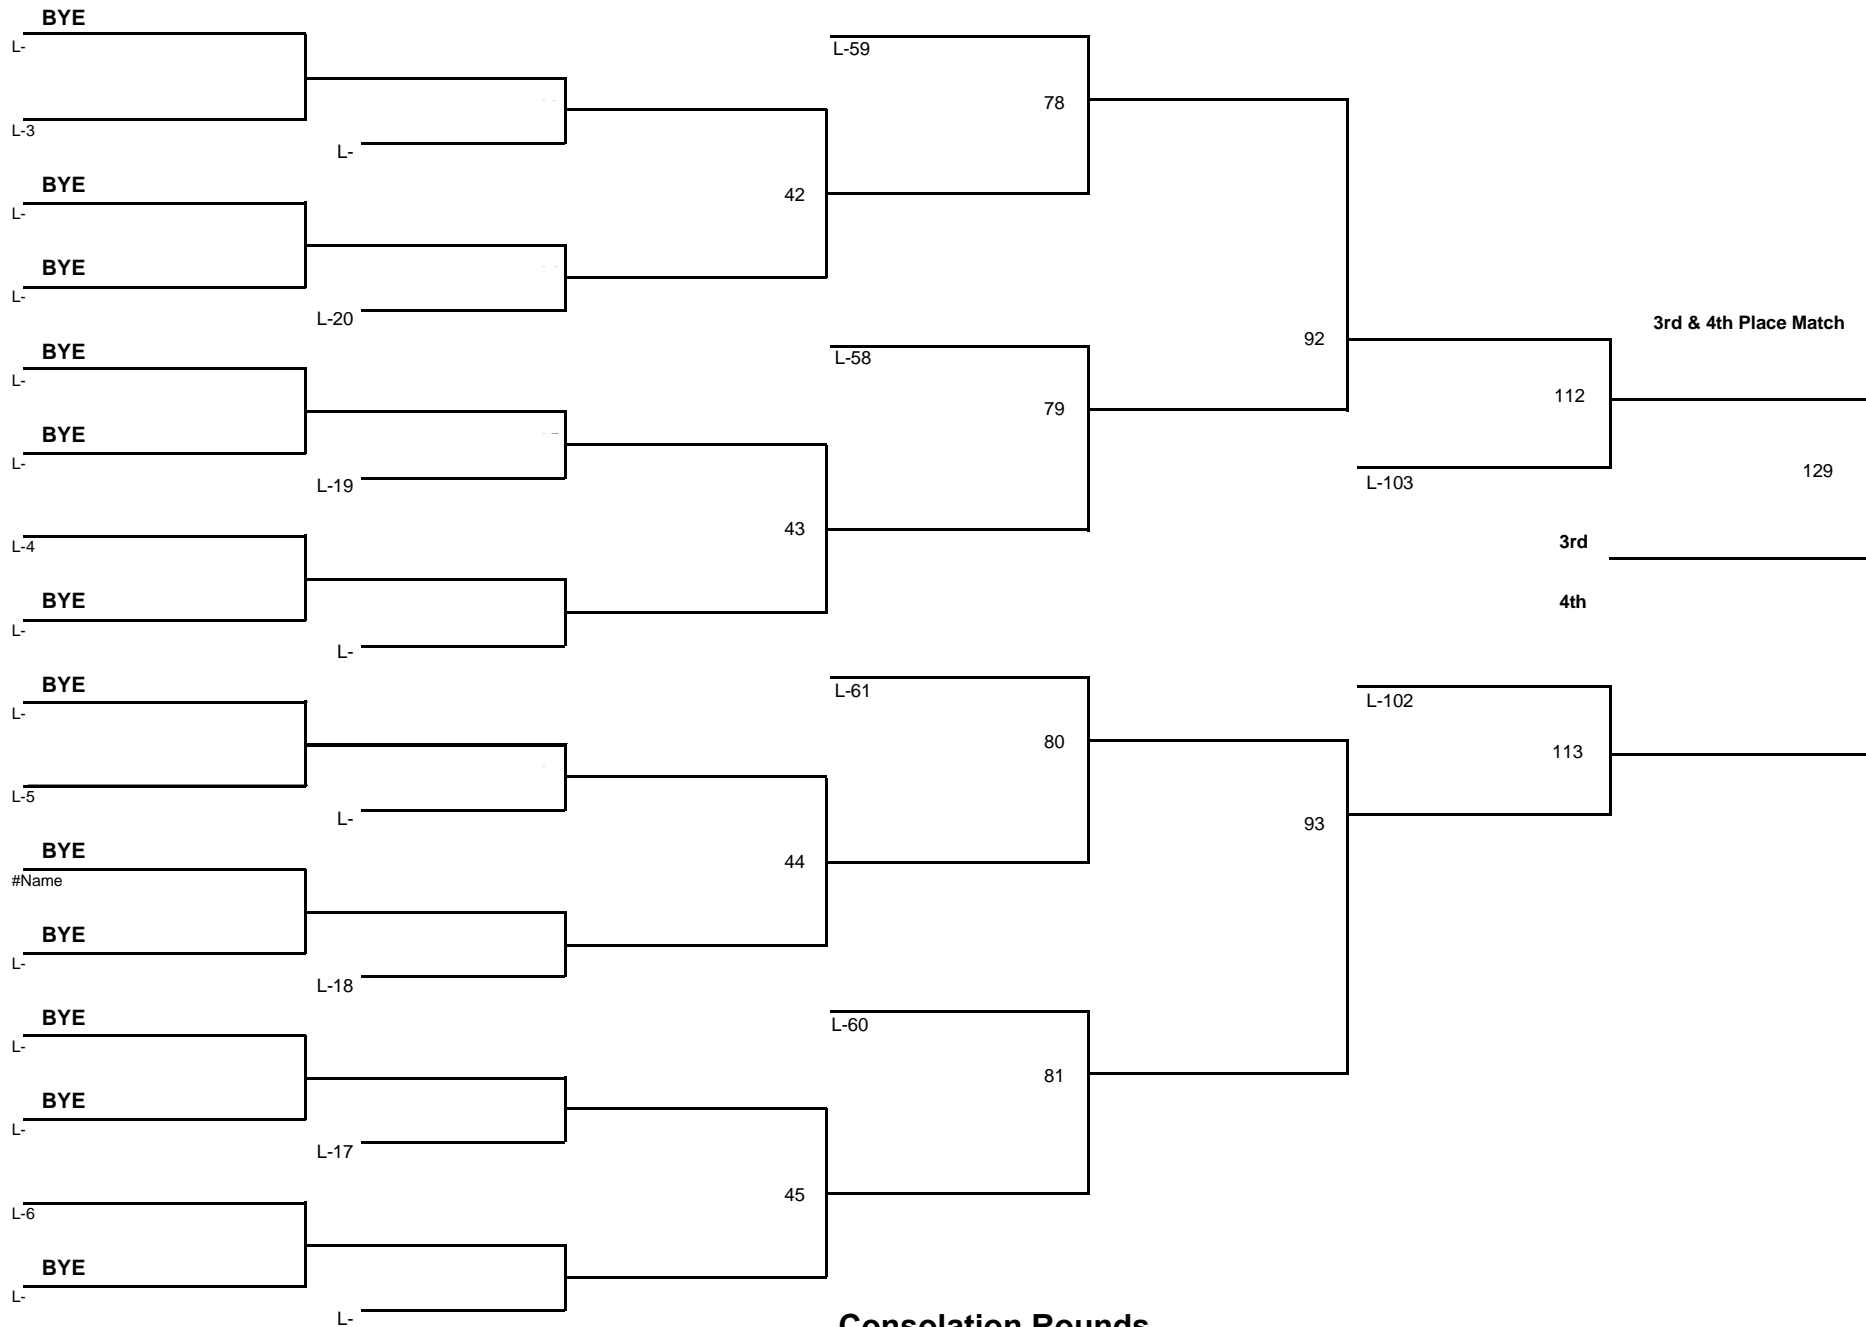 BYE
L-
L-3
BYE
L-
BYE
L-
BYE
L-
BYE
L-
L-4
BYE
L-
BYE
L-
L-5
BYE
#Name
BYE
L-
BYE
L-
BYE
L-
L-6
BYE
L-
L-
L-20
L-19
L-
L-
L-18
L-17
L-
42
43
44
45
L-59
78
L-58
79
L-61
80
L-60
81
92
93
3rd & 4th Place Match
112
L-103
129
3rd
4th
L-102
113
Consolation Rounds